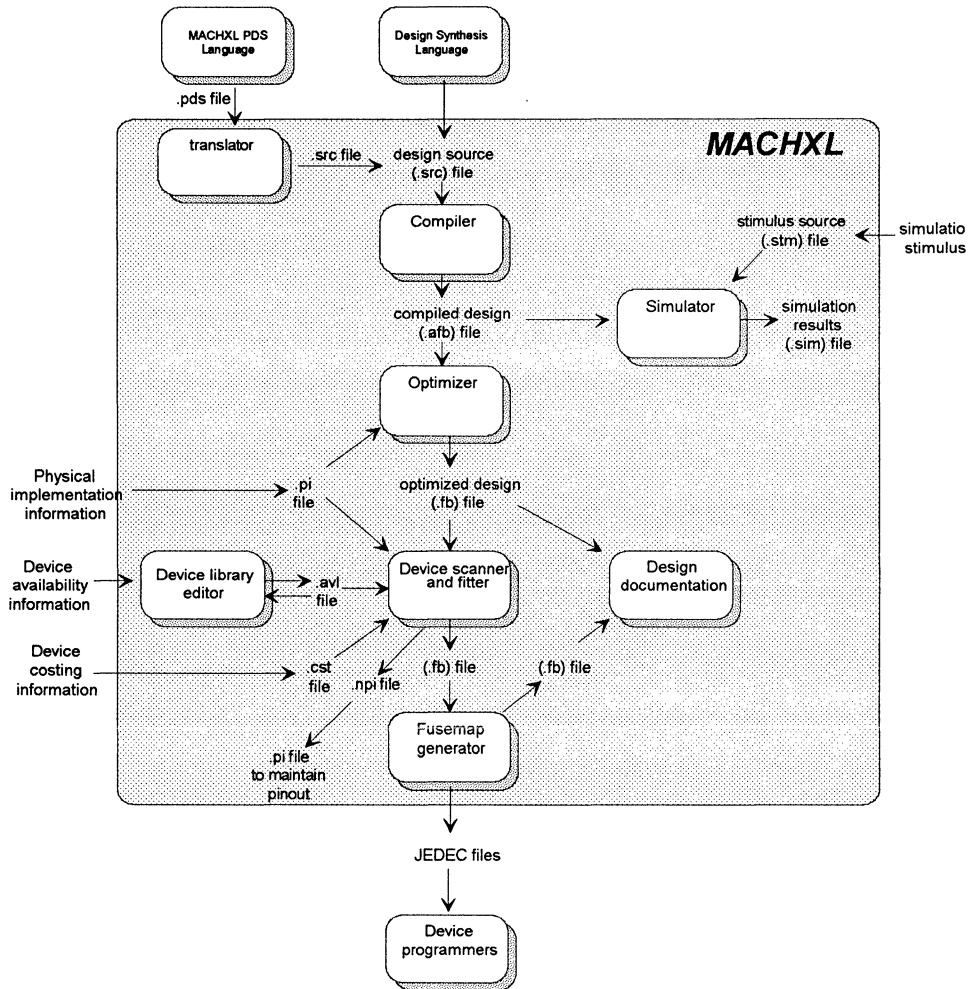 MACHXL PDS
Language
Design Synthesis
Language
.pds file
MACHXL
translator
.src file
design source
(.src) file
Compiler
stimulus source
(.stm) file
simulatio
stimulus
compiled design
(.afb) file
Simulator
simulation
results
(.sim) file
Optimizer
Physical
implementation
information
.pi
file
optimized design
(.fb) file
Device
availability
information
Device library
editor
.avl
file
Device scanner
and fitter
Design
documentation
Device
costing
information
.cst
file
.npi file
(.fb) file
(.fb) file
Fusemap
generator
.pi file
to maintain
pinout
JEDEC files
Device
programmers